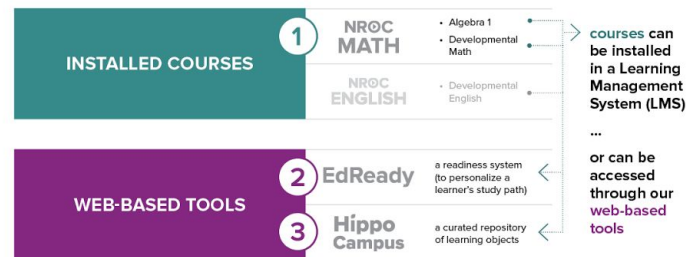 INSTALLED COURSES
1
NROC
MATH
• Algebra 1
• Developmental
Math
NROC
ENGLISH
• Developmental
English
courses can
be installed
in a Learning
Management
System (LMS)
...
or can be
accessed
through our
web-based
tools
WEB-BASED TOOLS
2
EdReady
a readiness system
(to personalize a
learner's study path)
3
Hippo
Campus
a curated repository
of learning objects